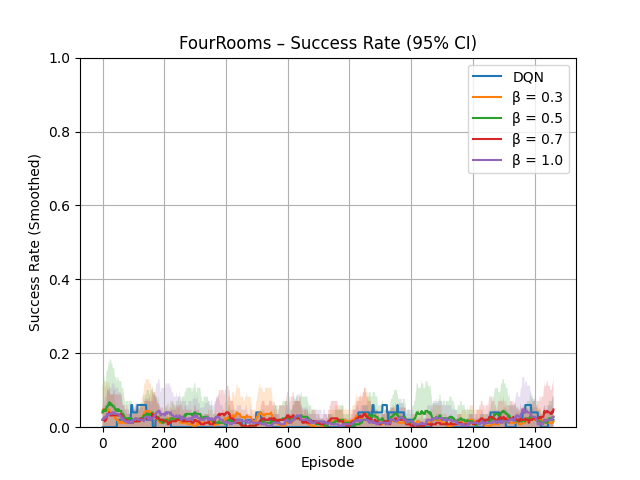 FourRooms – Success Rate (95% CI)
Success Rate (Smoothed)
1.0
0.8
0.6
0.4
0.2
0.0
DQN
β = 0.3
β = 0.5
β = 0.7
β = 1.0
0 200 400 600 800 1000 1200 1400
Episode